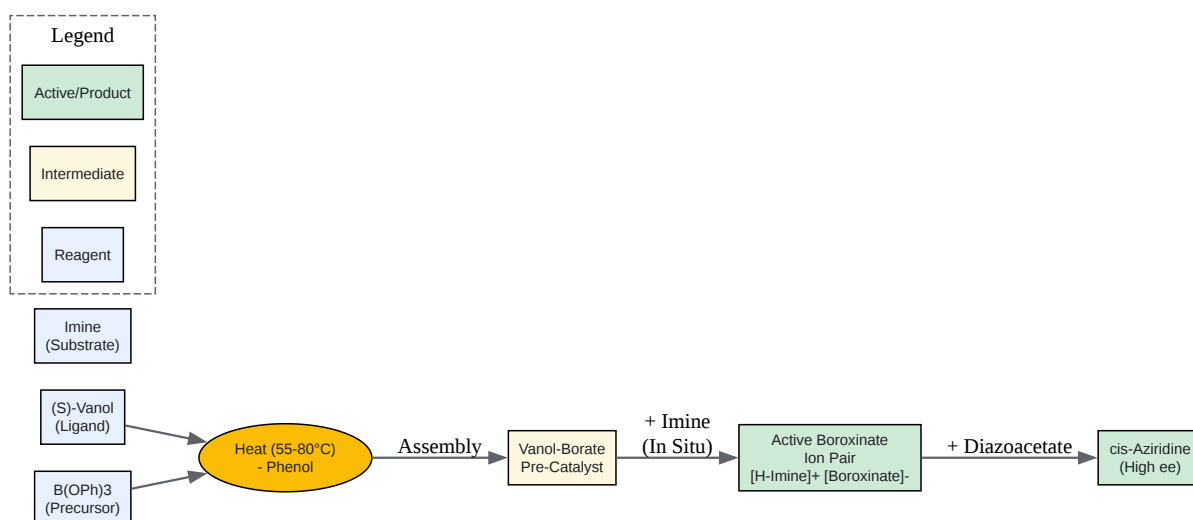 Legend
Active/Product
Intermediate
Reagent
Imine
(Substrate)
(S)-Vanol
(Ligand)
B(OPh)3
(Precursor)
Heat (55-80°C)
- Phenol
Assembly
Vanol-Borate
Pre-Catalyst
+ Imine
(In Situ)
Active Boroxinate
Ion Pair
[H-Imine]+ [Boroxinate]-
+ Diazoacetate
cis-Aziridine
(High ee)